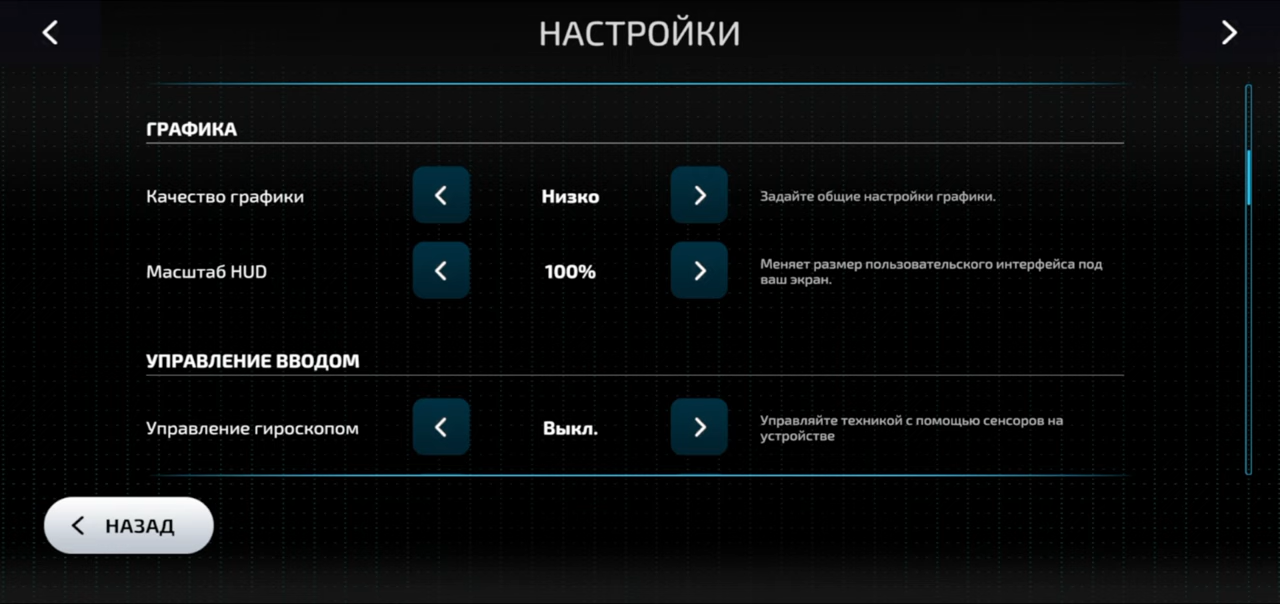 НАСТРОЙКИ
ГРАФИКА
Качество графики
Низко
Задайте общие настройки графики.
Масштаб HUD
100%
Меняет размер пользовательского интерфейса под
ваш экран.
УПРАВЛЕНИЕ ВВОДОМ
Управление гироскопом
Выкл.
Управляйте техникой с помощью сенсоров на
устройстве
НАЗАД